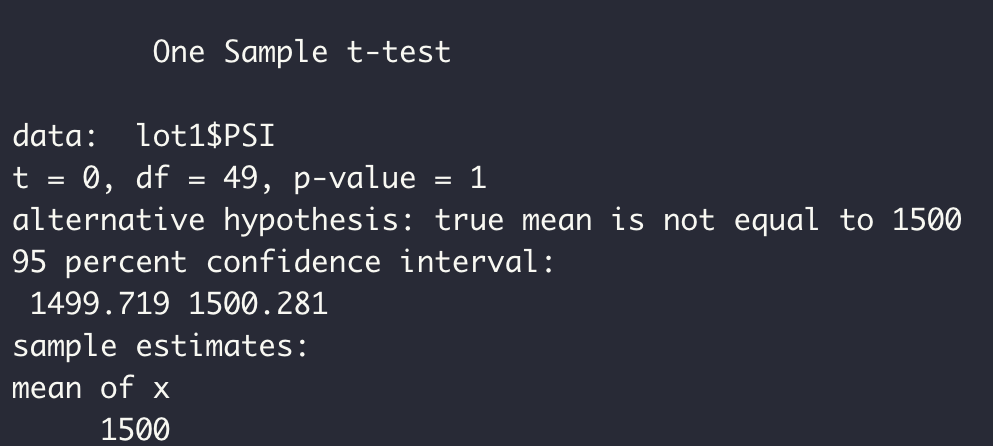 One Sample t-test
data:  lot1$PSI
t = 0, df = 49, p-value = 1
alternative hypothesis: true mean is not equal to 1500
95 percent confidence interval:
 1499.719 1500.281
sample estimates:
mean of x
     1500